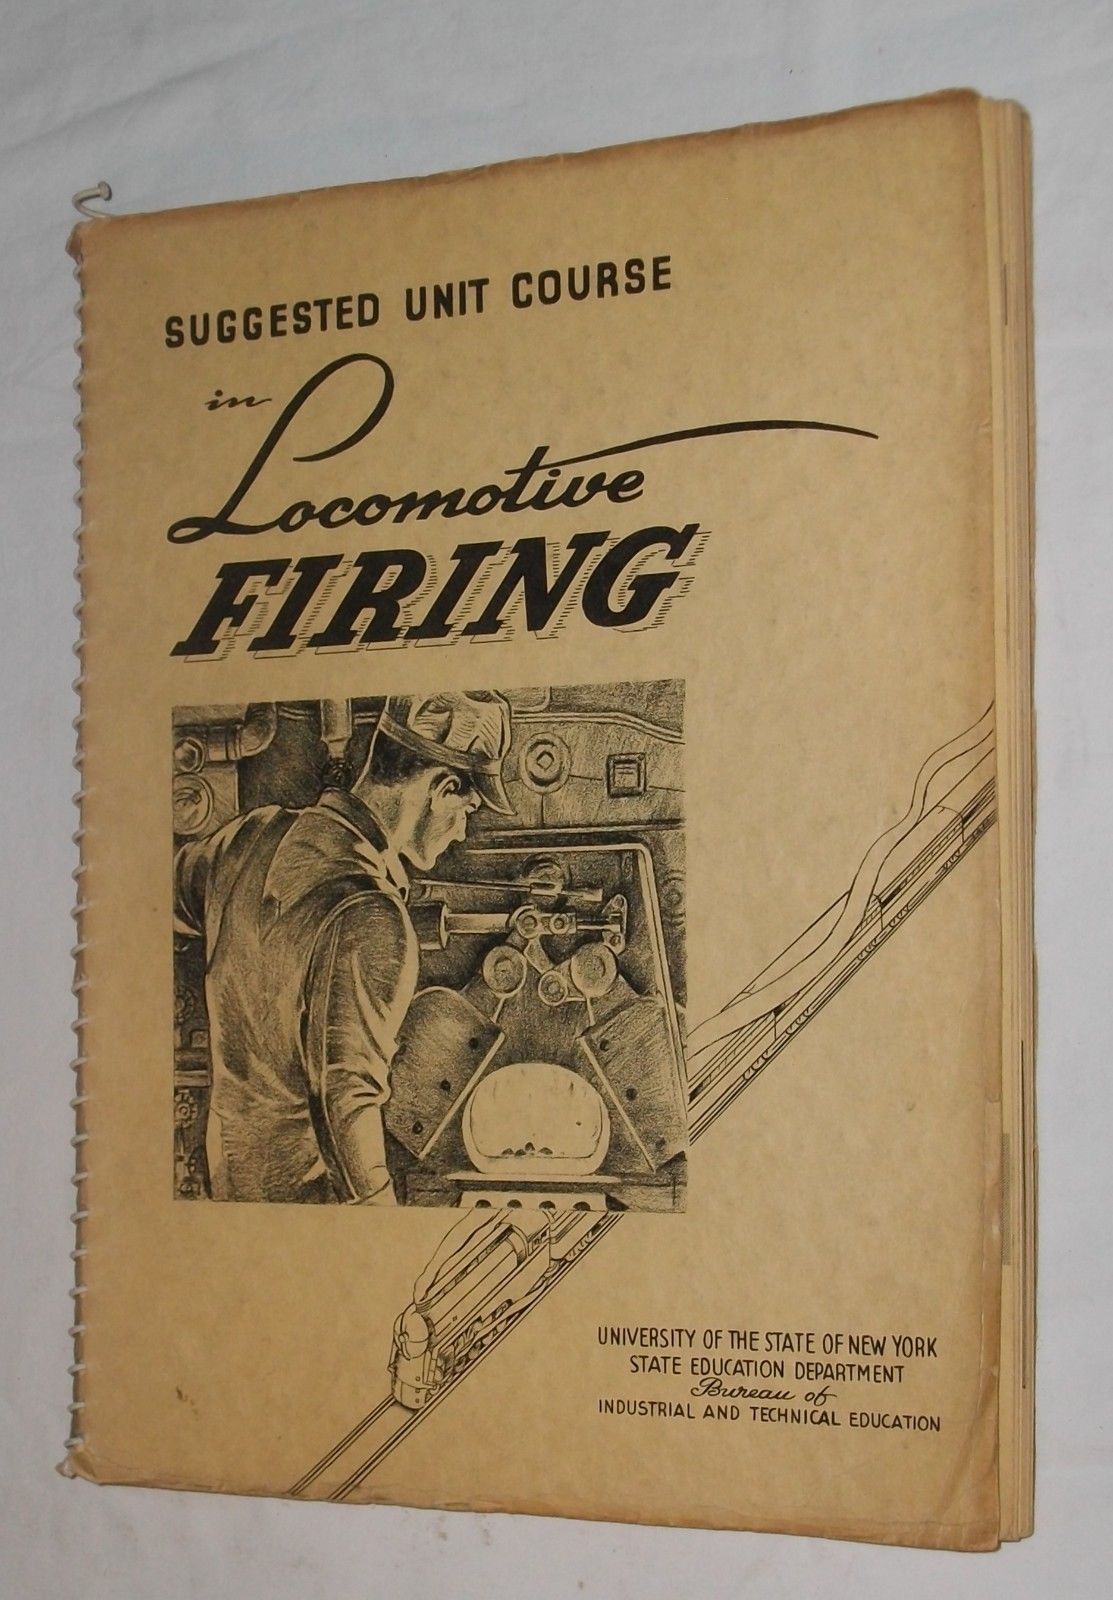 SUGGESTED UNIT COURSE
in
Locomotive
FIRING
UNIVERSITY OF THE STATE OF NEW YORK
STATE EDUCATION DEPARTMENT
Bureau of
INDUSTRIAL AND TECHNICAL EDUCATION